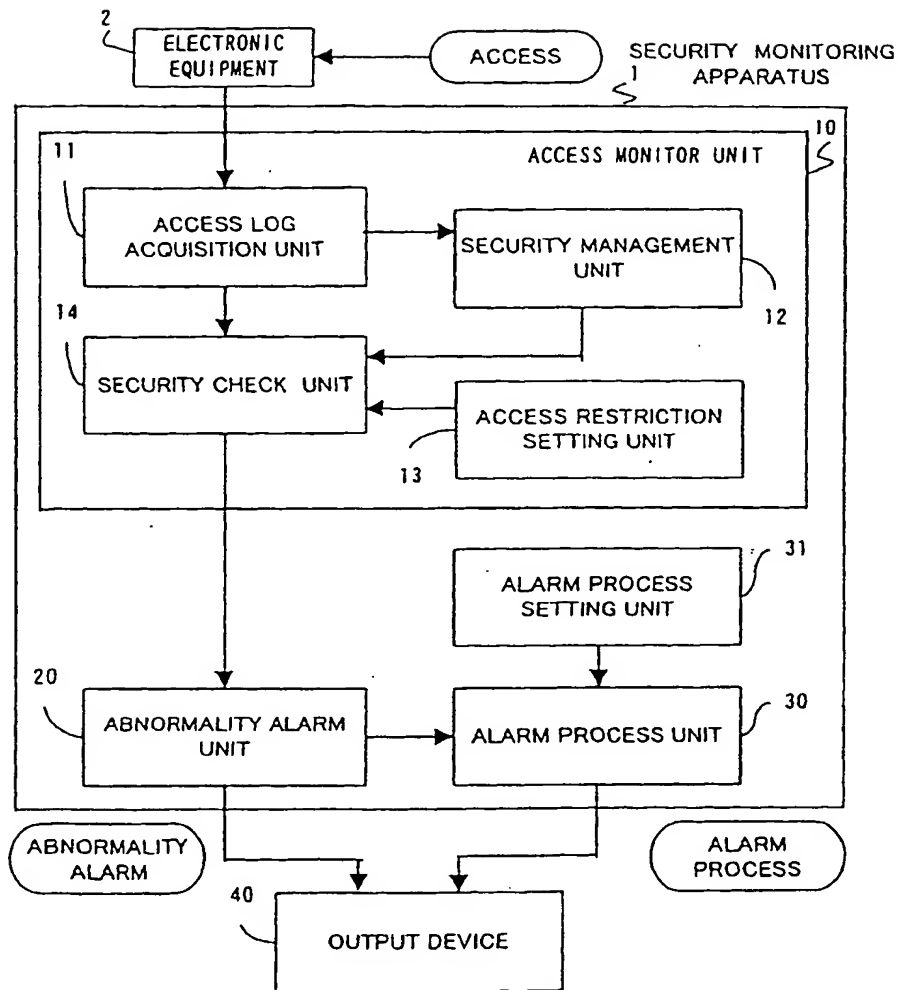 2
ELECTRONIC
EQUIPMENT
ACCESS
SECURITY MONITORING
APPARATUS
1
10
11
ACCESS MONITOR UNIT
ACCESS LOG
ACQUISITION UNIT
SECURITY MANAGEMENT
UNIT
12
14
SECURITY CHECK UNIT
ACCESS RESTRICTION
SETTING UNIT
13
31
ALARM PROCESS
SETTING UNIT
20
ABNORMALITY ALARM
UNIT
ALARM PROCESS UNIT
30
ABNORMALITY
ALARM
ALARM
PROCESS
40
OUTPUT DEVICE